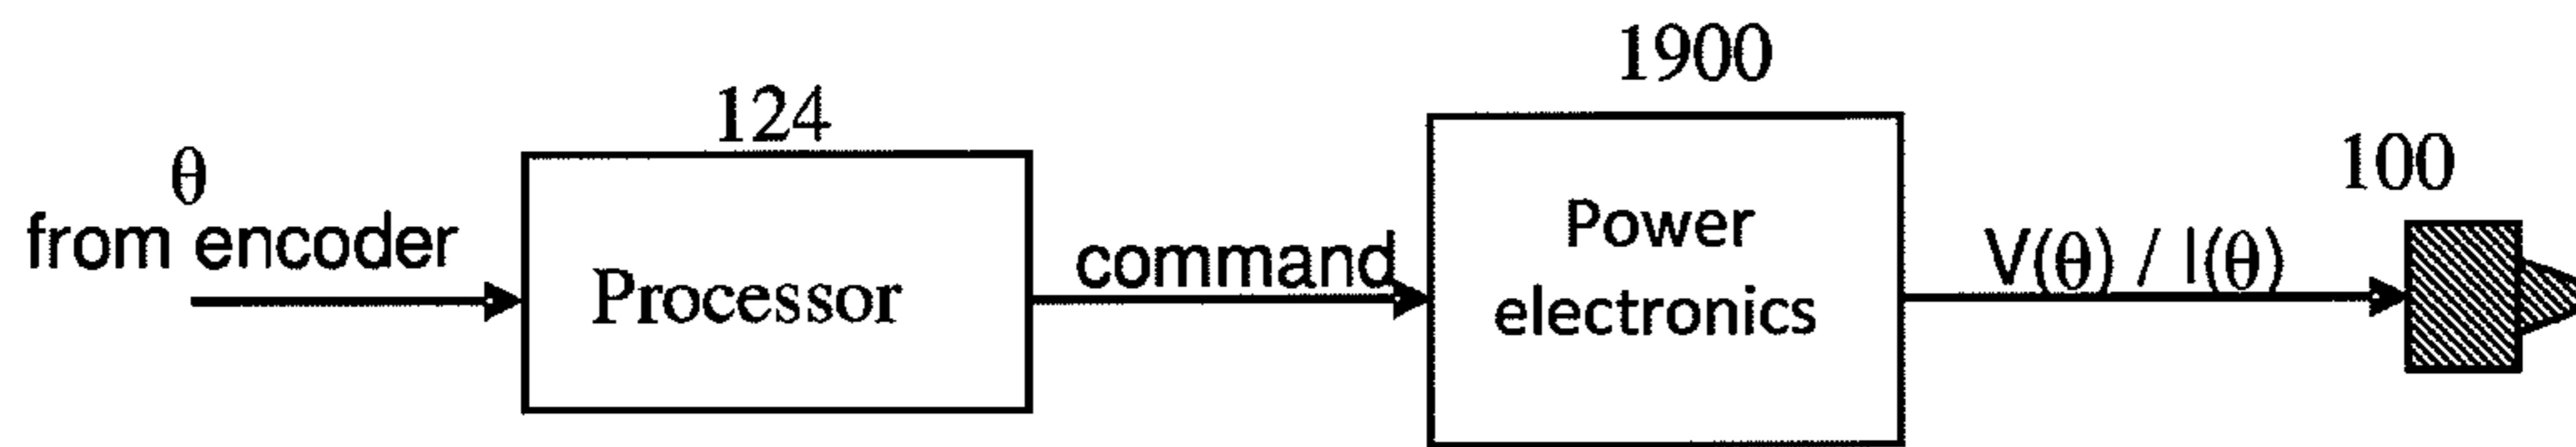 1900
124
100
θ
from encoder
Processor
command
Power
electronics
V(θ) / I(θ)